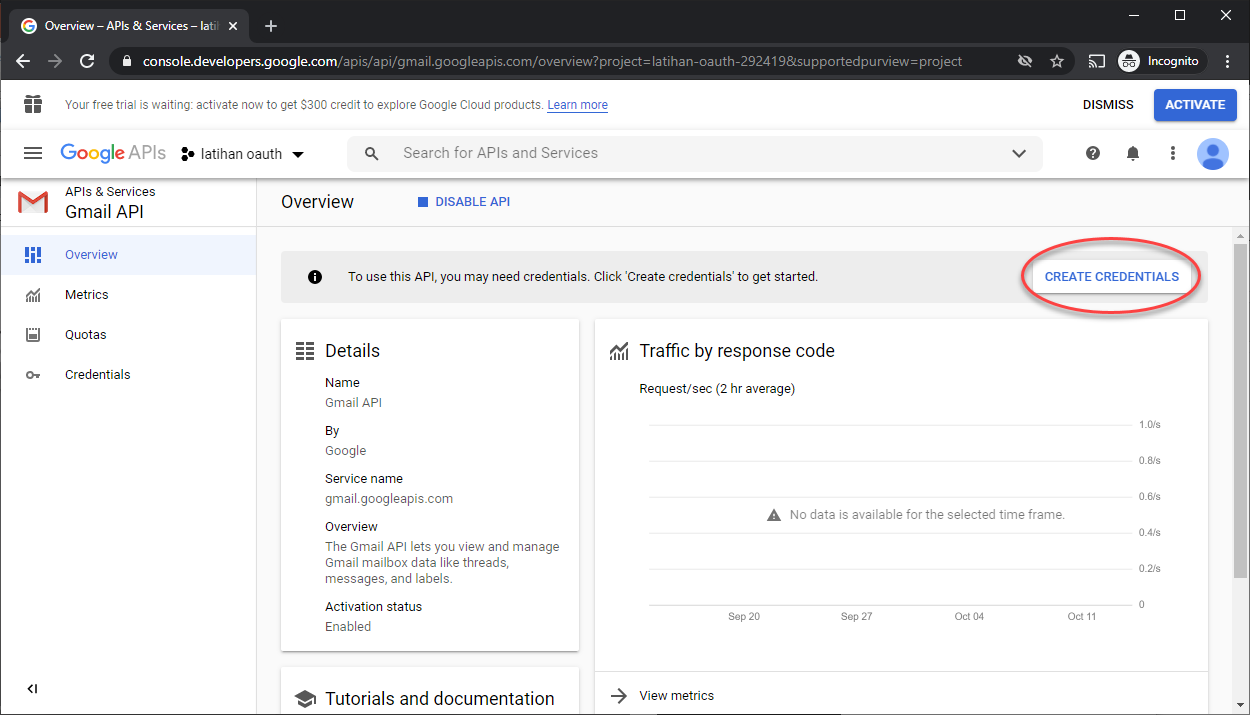 Overview – APIs & Services – lati
console.developers.google.com/apis/api/gmail.googleapis.com/overview?project=latihan-oauth-292419&supportedpurview=project
Incognito
Your free trial is waiting: activate now to get $300 credit to explore Google Cloud products. Learn more
DISMISS
ACTIVATE
Google APIs
latihan oauth
Search for APIs and Services
APIs & Services
Gmail API
Overview
DISABLE API
Overview
Metrics
Quotas
Credentials
To use this API, you may need credentials. Click 'Create credentials' to get started.
CREATE CREDENTIALS
Details
Name
Gmail API
By
Google
Service name
gmail.googleapis.com
Overview
The Gmail API lets you view and manage
Gmail mailbox data like threads,
messages, and labels.
Activation status
Enabled
Tutorials and documentation
Traffic by response code
Request/sec (2 hr average)
1.0/s
0.8/s
0.6/s
No data is available for the selected time frame.
0.4/s
0.2/s
0
Sep 20
Sep 27
Oct 04
Oct 11
View metrics